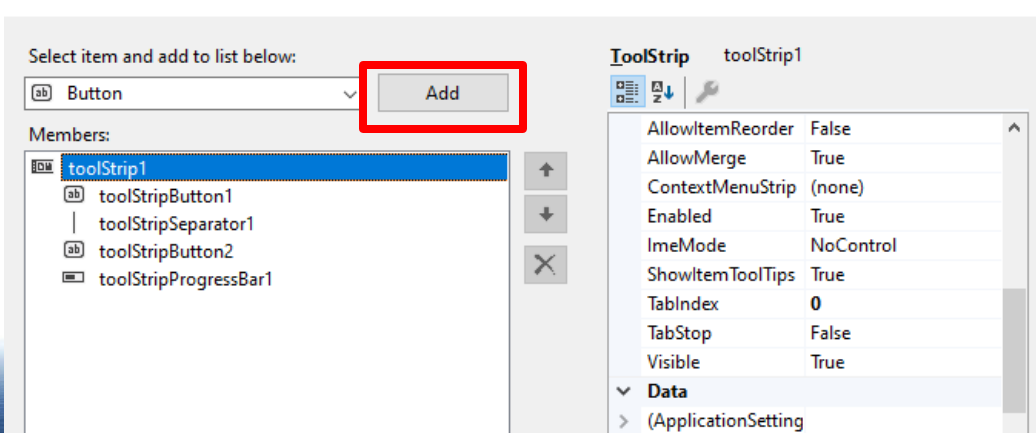 Select item and add to list below:
Button
Add
Members:
toolStrip1
toolStripButton1
toolStripSeparator1
toolStripButton2
toolStripProgressBar1
ToolStrip toolStrip1
AllowItemReorder False
AllowMerge True
ContextMenuStrip (none)
Enabled True
ImeMode NoControl
ShowItemToolTips True
TabIndex 0
TabStop False
Visible True
Data
(ApplicationSetting